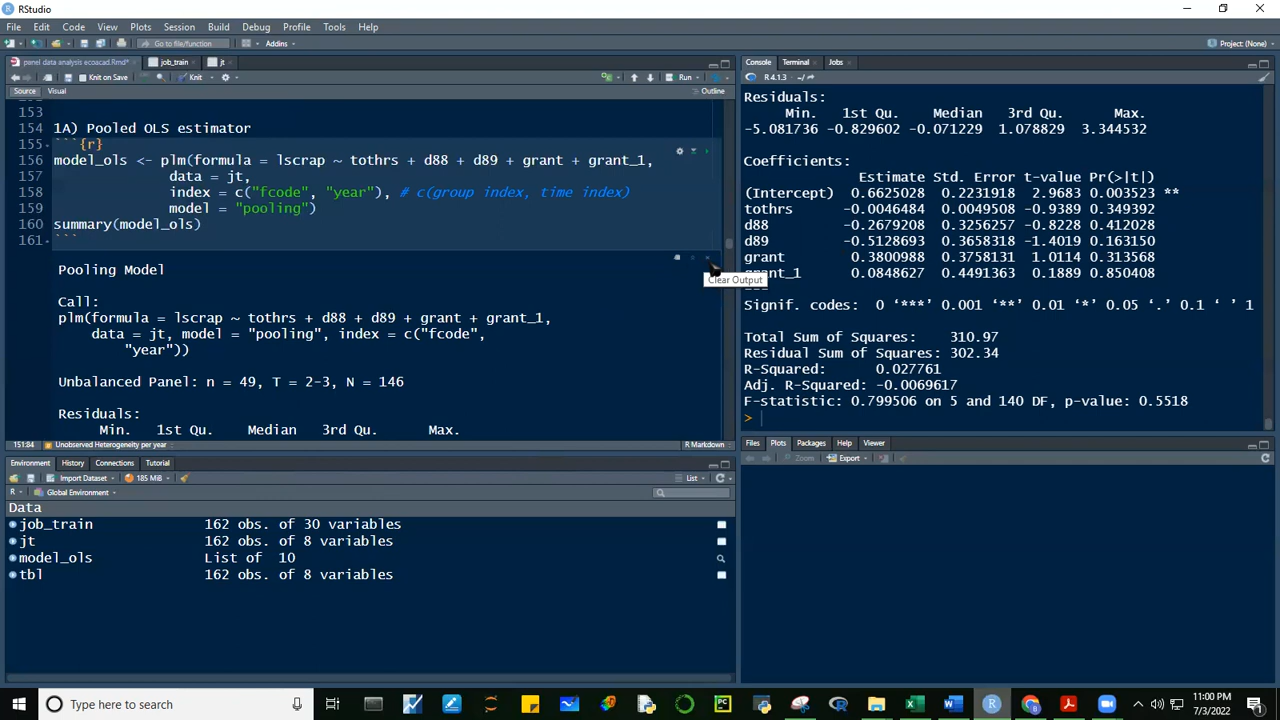 RStudio
File Edit Code View Plots Session Build Debug Profile Tools Help
Go to file/function Addins Project: (None)
panel data analysis ecoacad.Rmd* job_train jt
Knit on Save Knit Run
Source Visual Outline
153
154 1A) Pooled OLS estimator
155 ```{r}
156 model_ols <- plm(formula = lscrap ~ tothrs + d88 + d89 + grant + grant_1,
157 data = jt,
158 index = c("fcode", "year"), # c(group index, time index)
159 model = "pooling")
160 summary(model_ols)
161 ```
Clear Output
Pooling Model
Call:
plm(formula = lscrap ~ tothrs + d88 + d89 + grant + grant_1,
data = jt, model = "pooling", index = c("fcode",
"year"))
Unbalanced Panel: n = 49, T = 2-3, N = 146
Residuals:
Min. 1st Qu. Median 3rd Qu. Max.
151:84 Unobserved Heterogeneity per year R Markdown
Console Terminal Jobs
R 4.1.3 · ~/
Residuals:
Min. 1st Qu. Median 3rd Qu. Max.
-5.081736 -0.829602 -0.071229 1.078829 3.344532
Coefficients:
Estimate Std. Error t-value Pr(>|t|)
(Intercept) 0.6625028 0.2231918 2.9683 0.003523 **
tothrs -0.0046484 0.0049508 -0.9389 0.349392
d88 -0.2679020 0.3256257 -0.8228 0.412028
d89 -0.5128693 0.3658318 -1.4019 0.163150
grant 0.3800988 0.3758131 1.0114 0.313568
grant_1 0.0848627 0.4491363 0.1889 0.850408
---
Signif. codes: 0 ‘***’ 0.001 ‘**’ 0.01 ‘*’ 0.05 ‘.’ 0.1 ‘ ’ 1
Total Sum of Squares: 310.97
Residual Sum of Squares: 302.34
R-Squared: 0.027761
Adj. R-Squared: -0.0069617
F-statistic: 0.799506 on 5 and 140 DF, p-value: 0.5518
>
Environment History Connections Tutorial
Import Dataset 185 MiB List
R Global Environment
Data
job_train 162 obs. of 30 variables
jt 162 obs. of 8 variables
model_ols List of 10
tbl 162 obs. of 8 variables
Files Plots Packages Help Viewer
Zoom Export
Type here to search
11:00 PM
7/3/2022